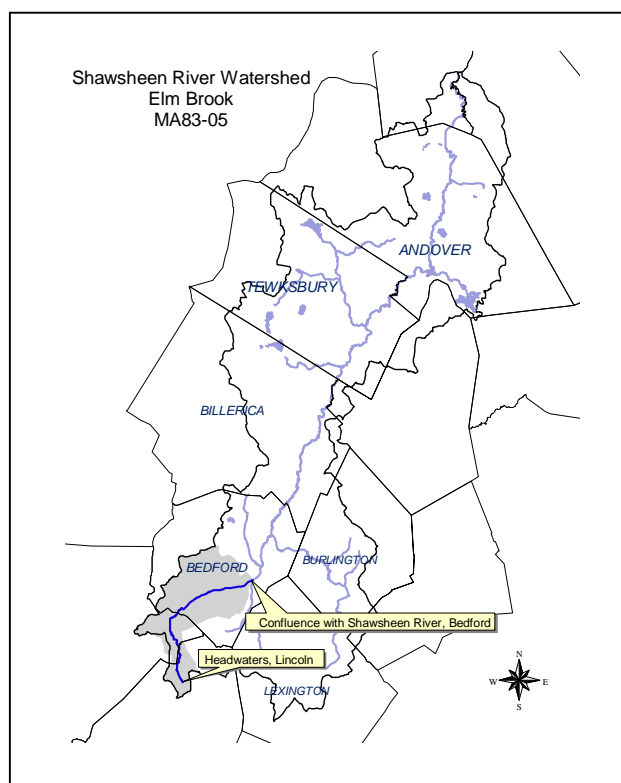 Shawsheen River Watershed
Elm Brook
MA83-05
ANDOVER
TEWKSBURY
BILLERICA
BEDFORD
BURLINGTON
Confluence with Shawsheen River, Bedford
Headwaters, Lincoln
LEXINGTON
N
W E
S